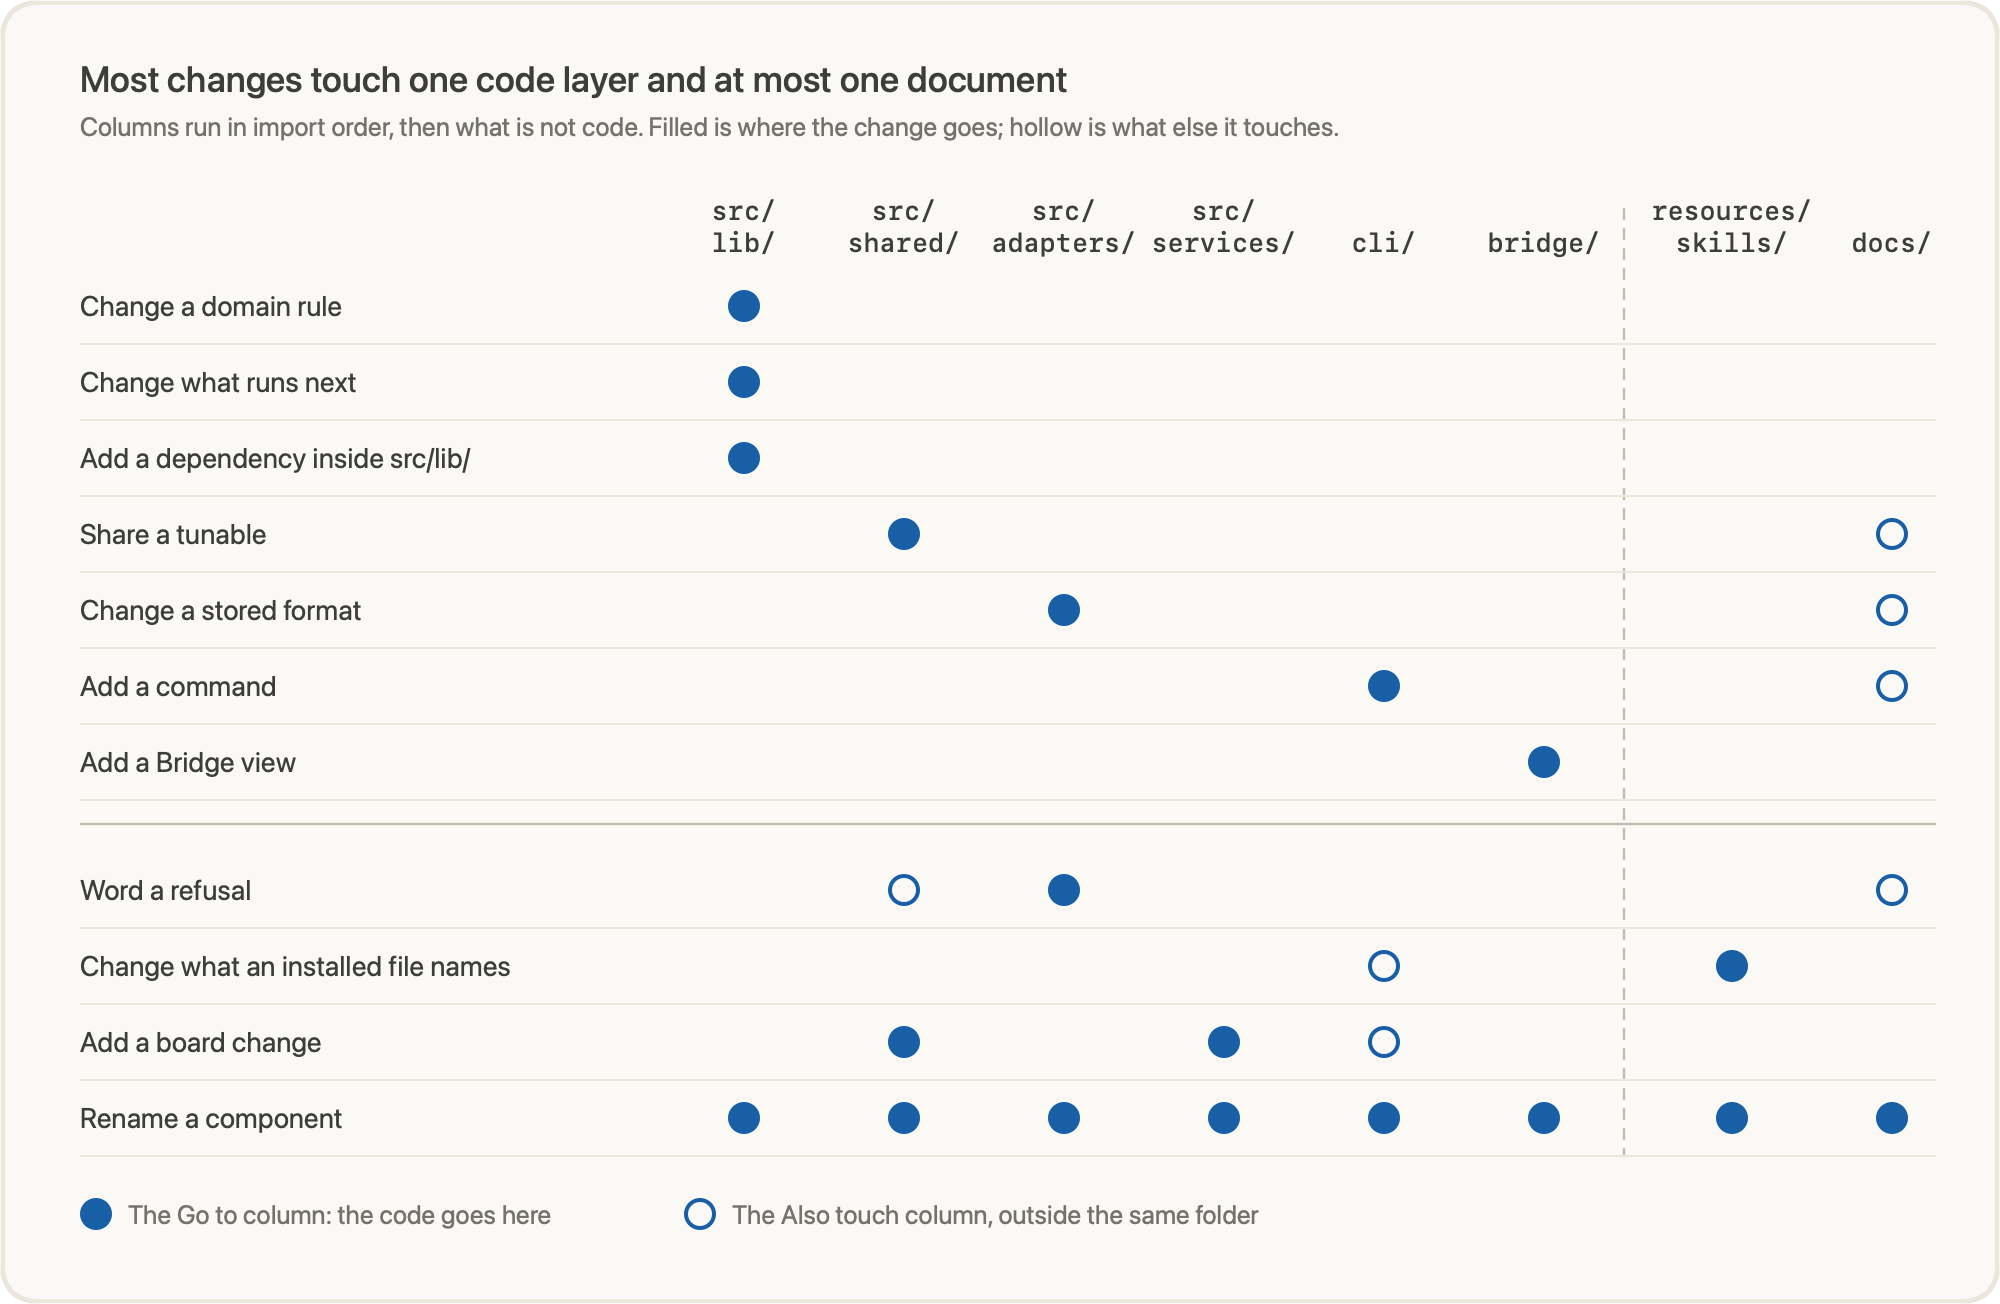 Most changes touch one code layer and at most one document
Columns run in import order, then what is not code. Filled is where the change goes; hollow is what else it touches.
src/ src/ src/ src/ resources/
lib/ shared/ adapters/ services/ cli/ bridge/ skills/ docs/
Change a domain rule
Change what runs next
Add a dependency inside src/lib/
Share a tunable
Change a stored format
Add a command
Add a Bridge view
Word a refusal
Change what an installed file names
Add a board change
Rename a component
The Go to column: the code goes here
The Also touch column, outside the same folder